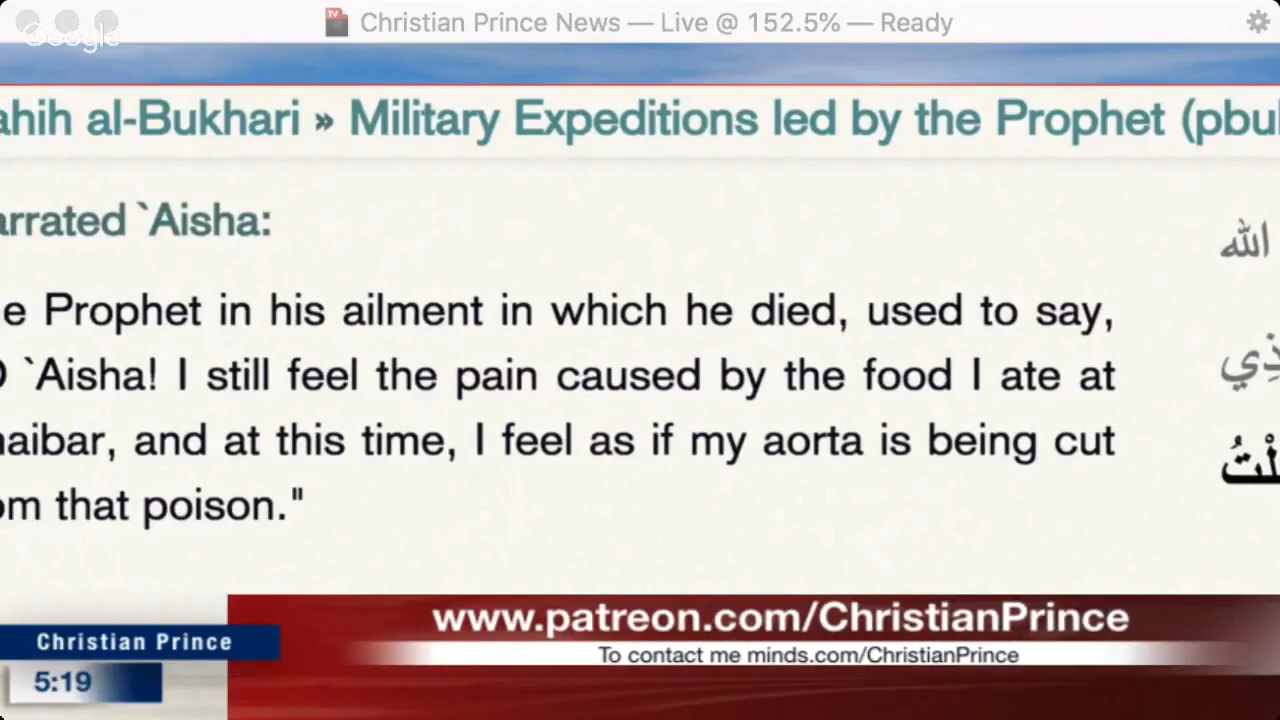 Christian Prince News — Live @ 152.5% — Ready
TV
Google
ahih al-Bukhari » Military Expeditions led by the Prophet (pbu
arrated `Aisha:
e Prophet in his ailment in which he died, used to say,
`Aisha! I still feel the pain caused by the food I ate at
aibar, and at this time, I feel as if my aorta is being cut
om that poison."
الله
ذِي
www.patreon.com/ChristianPrince
To contact me minds.com/ChristianPrince
Christian Prince
5:19